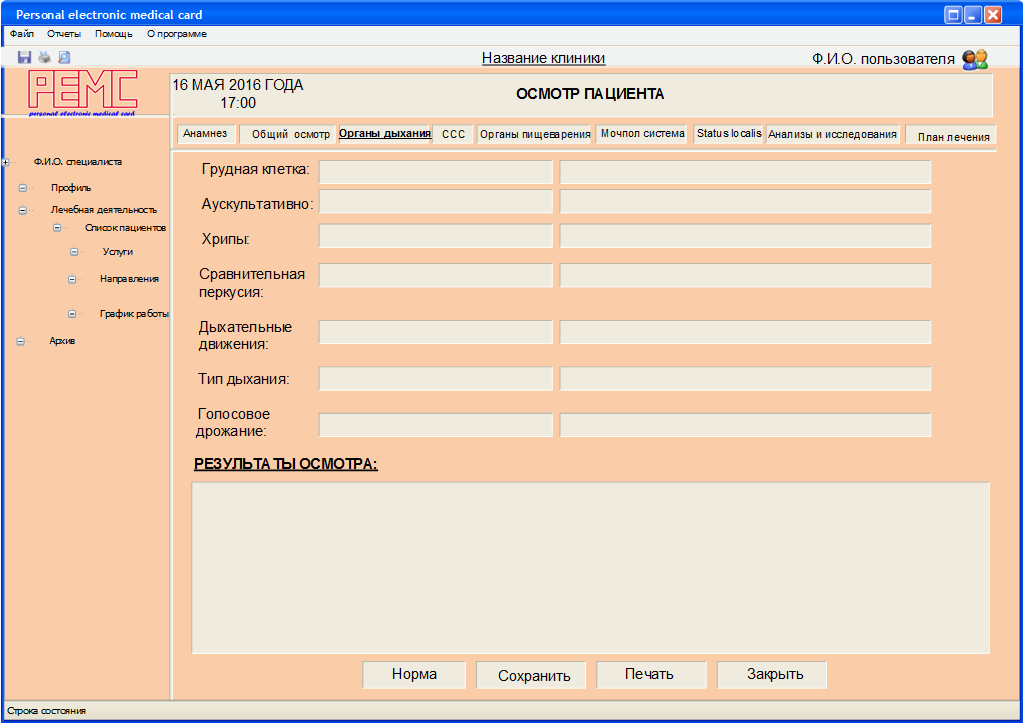 Personal electronic medical card
Файл Отчеты Помощь О программе
Название клиники
Ф.И.О. пользователя
PEMC
personal electronic medical card
16 МАЯ 2016 ГОДА
17:00
ОСМОТР ПАЦИЕНТА
Анамнез Общий осмотр Органы дыхания ССС Органы пищеварения Мочпол система Status localis Анализы и исследования План лечения
Ф.И.О. специалиста
Профиль
Лечебная деятельность
Список пациентов
Услуги
Направления
График работы
Архив
Грудная клетка:
Аускультативно:
Хрипы:
Сравнительная
перкусия:
Дыхательные
движения:
Тип дыхания:
Голосовое
дрожание:
РЕЗУЛЬТАТЫ ОСМОТРА:
Норма Сохранить Печать Закрыть
Строка состояния